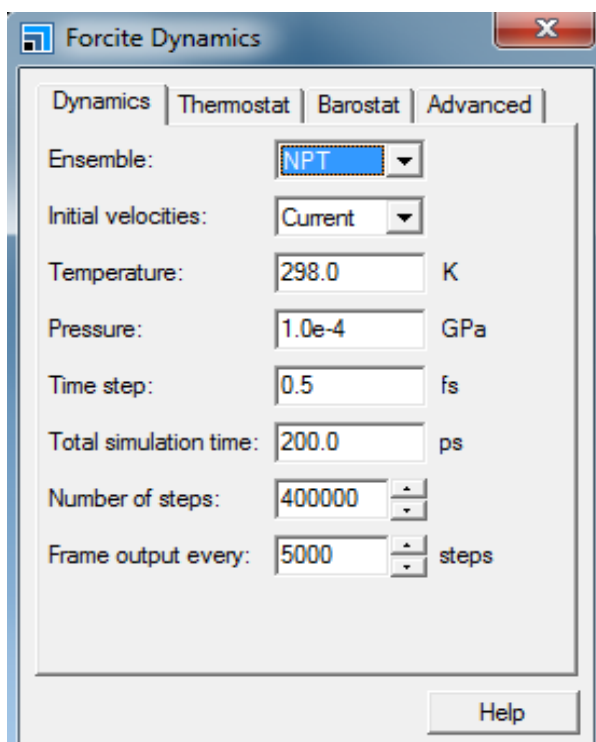 Forcite Dynamics
Dynamics Thermostat Barostat Advanced
Ensemble: NPT
Initial velocities: Current
Temperature: 298.0 K
Pressure: 1.0e-4 GPa
Time step: 0.5 fs
Total simulation time: 200.0 ps
Number of steps: 400000
Frame output every: 5000 steps
Help